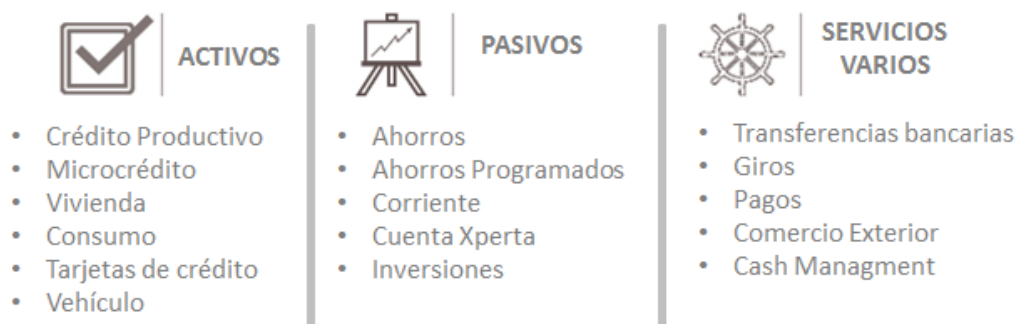 ACTIVOS
• Crédito Productivo
• Microcrédito
• Vivienda
• Consumo
• Tarjetas de crédito
• Vehículo
PASIVOS
• Ahorros
• Ahorros Programados
• Corriente
• Cuenta Xperta
• Inversiones
SERVICIOS
VARIOS
• Transferencias bancarias
• Giros
• Pagos
• Comercio Exterior
• Cash Managment